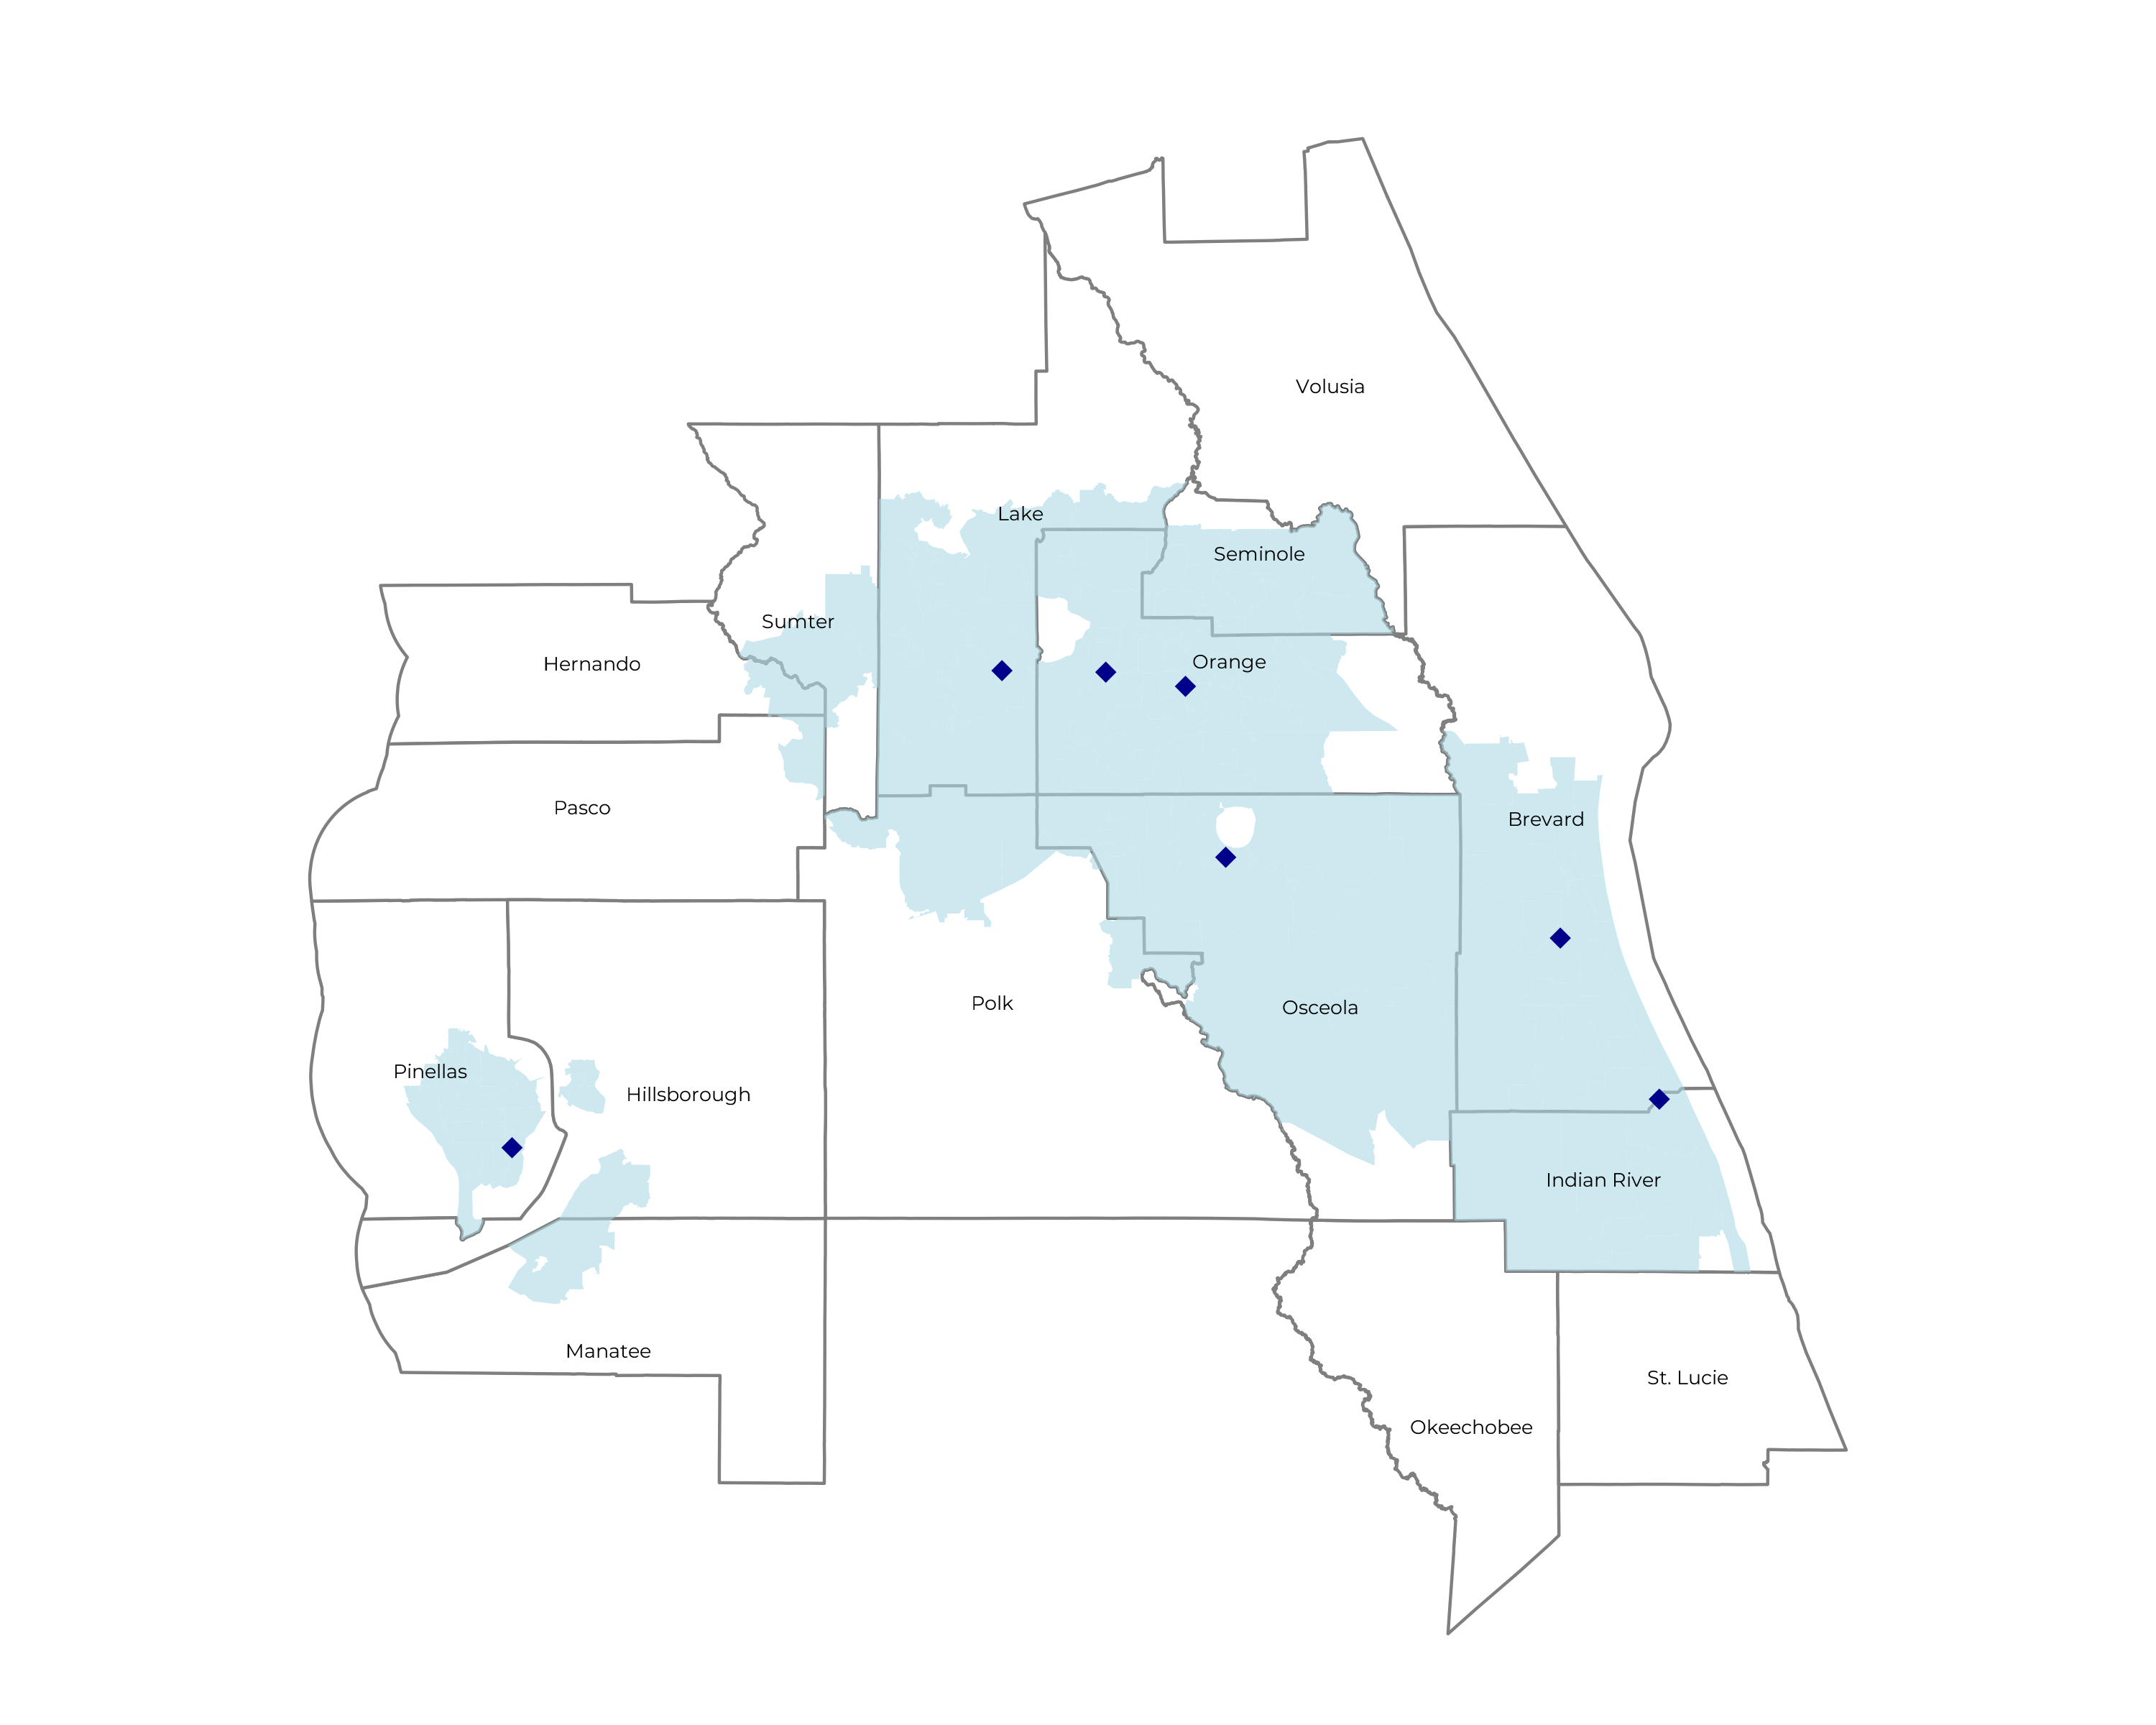 Volusia
Lake
Seminole
Sumter
Orange
Hernando
Pasco
Brevard
Polk
Osceola
Pinellas
Hillsborough
Indian River
Manatee
St. Lucie
Okeechobee